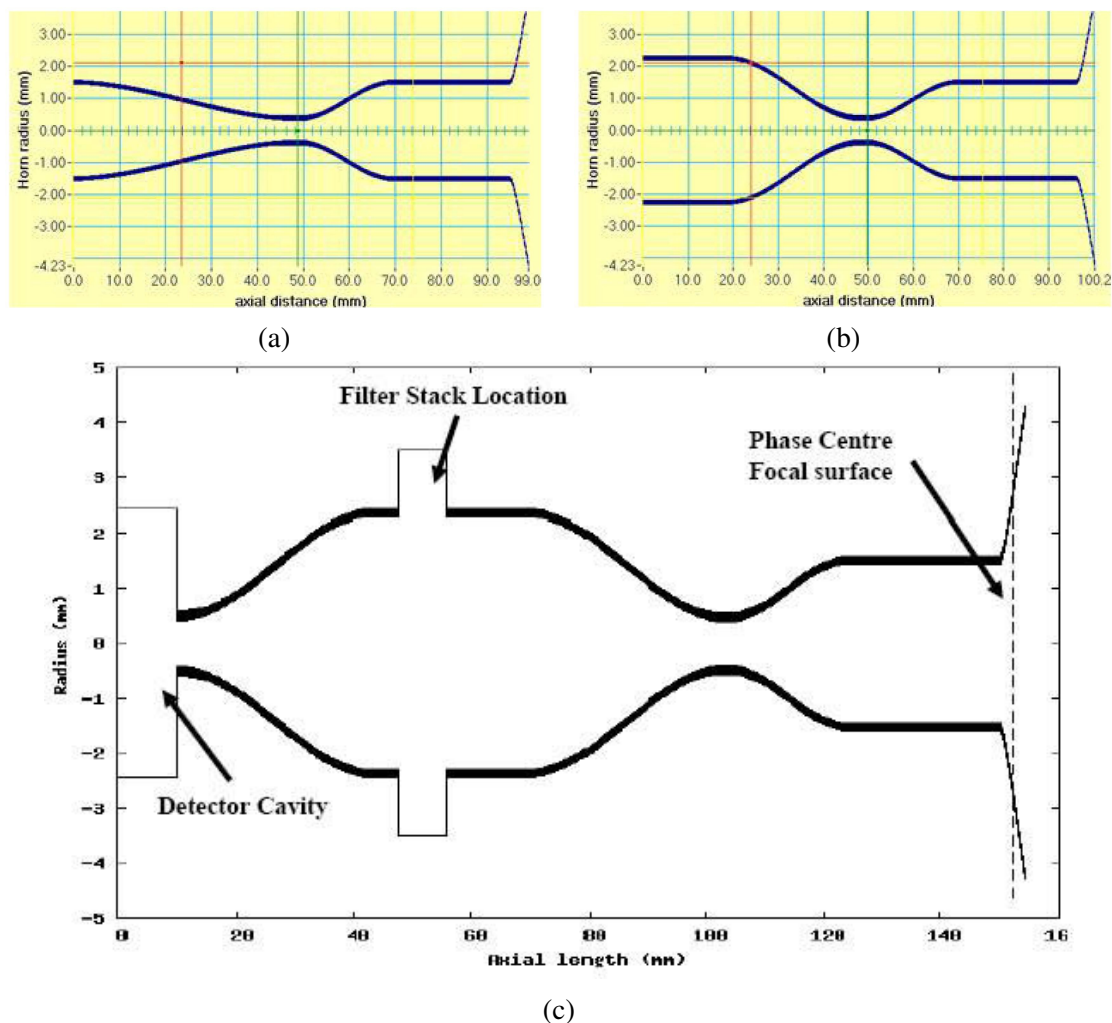 3.00
2.00
1.00
0.00
-1.00
-2.00
-3.00
-4.23
Horn radius (mm)
0.0 10.0 20.0 30.0 40.0 50.0 60.0 70.0 80.0 90.0 99.0
axial distance (mm)
(a)
3.00
2.00
1.00
0.00
-1.00
-2.00
-3.00
-4.23
Horn radius (mm)
0.0 10.0 20.0 30.0 40.0 50.0 60.0 70.0 80.0 90.0 100.2
axial distance (mm)
(b)
5
4
3
2
1
0
-1
-2
-3
-4
-5
Radius (mm)
Filter Stack Location
Phase Centre
Focal surface
Detector Cavity
0 20 40 60 80 100 120 140 16
Axial length (mm)
(c)